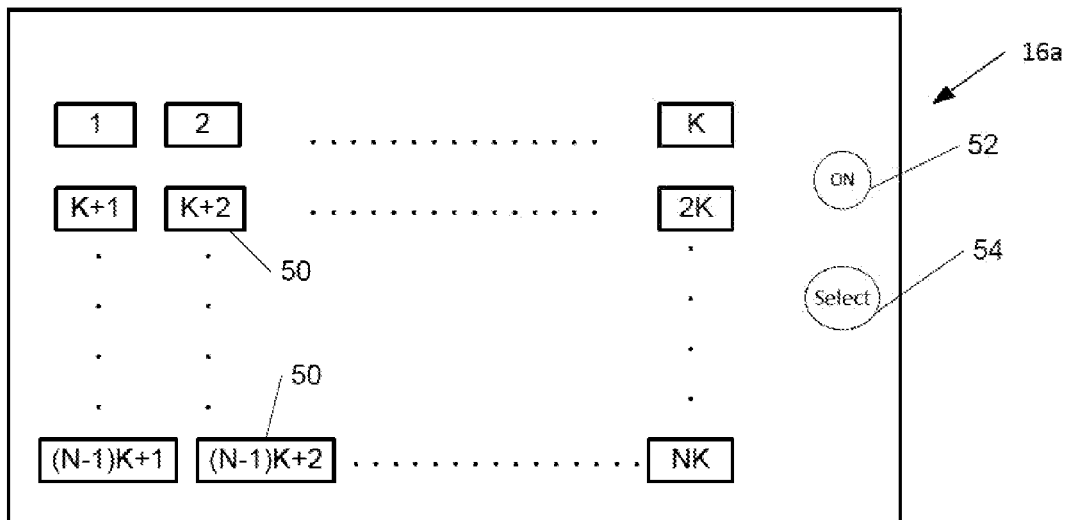 16a
1 2 .............. K
52
ON
K+1 K+2 .............. 2K
50
54
Select
50
(N-1)K+1 (N-1)K+2 .............. NK